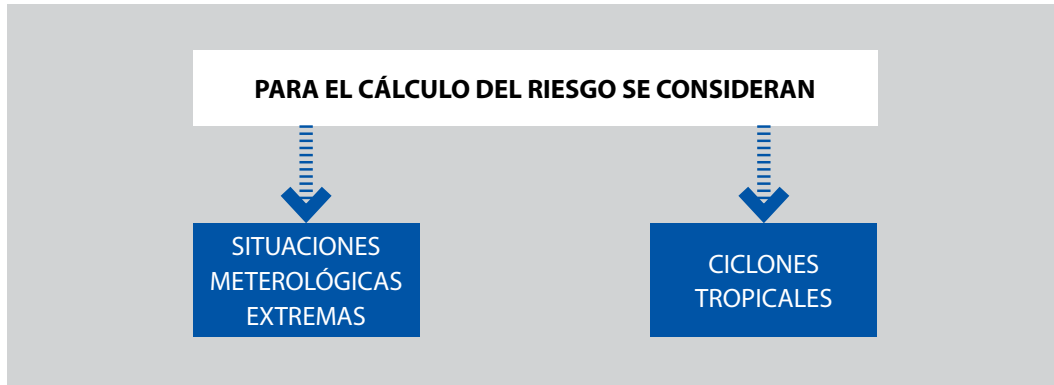 PARA EL CÁLCULO DEL RIESGO SE CONSIDERAN
SITUACIONES
METEROLÓGICAS
EXTREMAS
CICLONES
TROPICALES